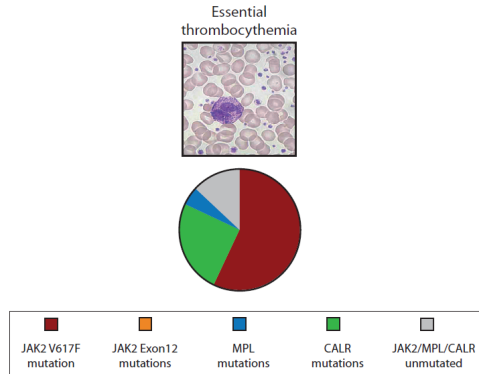 Essential
thrombocythemia
JAK2 V617F
mutation
JAK2 Exon12
mutations
MPL
mutations
CALR
mutations
JAK2/MPL/CALR
unmutated